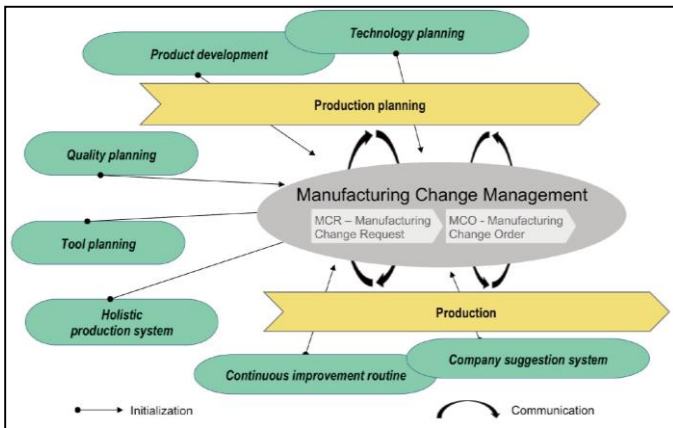 Technology planning
Product development
Production planning
Quality planning
Manufacturing Change Management
MCR – Manufacturing
Change Request
MCO - Manufacturing
Change Order
Tool planning
Holistic
production system
Production
Company suggestion system
Continuous improvement routine
Initialization
Communication